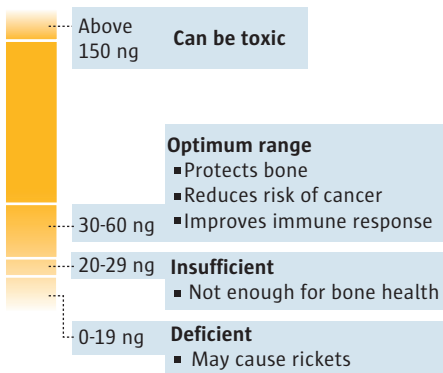 Above
150 ng
Can be toxic
Optimum range
▪Protects bone
▪Reduces risk of cancer
30-60 ng ▪Improves immune response
20-29 ng Insufficient
▪ Not enough for bone health
0-19 ng Deficient
▪ May cause rickets